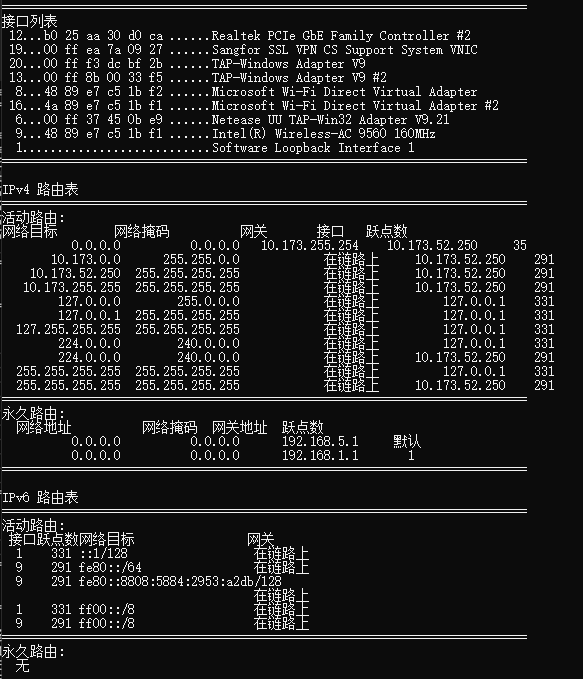 接口列表
12...b0 25 aa 30 d0 ca ......Realtek PCIe GbE Family Controller #2
19...00 ff ea 7a 09 27 ......Sangfor SSL VPN CS Support System VNIC
20...00 ff f3 dc bf 2b ......TAP-Windows Adapter V9
13...00 ff 8b 00 33 f5 ......TAP-Windows Adapter V9 #2
8...48 89 e7 c5 1b f2 ......Microsoft Wi-Fi Direct Virtual Adapter
16...4a 89 e7 c5 1b f1 ......Microsoft Wi-Fi Direct Virtual Adapter #2
6...00 ff 37 45 0b e9 ......Netease UU TAP-Win32 Adapter V9.21
9...48 89 e7 c5 1b f1 ......Intel(R) Wireless-AC 9560 160MHz
1...........................Software Loopback Interface 1
IPv4 路由表
活动路由:
网络目标 网络掩码 网关 接口 跃点数
0.0.0.0 0.0.0.0 10.173.255.254 10.173.52.250 35
10.173.0.0 255.255.0.0 在链路上 10.173.52.250 291
10.173.52.250 255.255.255.255 在链路上 10.173.52.250 291
10.173.255.255 255.255.255.255 在链路上 10.173.52.250 291
127.0.0.0 255.0.0.0 在链路上 127.0.0.1 331
127.0.0.1 255.255.255.255 在链路上 127.0.0.1 331
127.255.255.255 255.255.255.255 在链路上 127.0.0.1 331
224.0.0.0 240.0.0.0 在链路上 127.0.0.1 331
224.0.0.0 240.0.0.0 在链路上 10.173.52.250 291
255.255.255.255 255.255.255.255 在链路上 127.0.0.1 331
255.255.255.255 255.255.255.255 在链路上 10.173.52.250 291
永久路由:
网络地址 网络掩码 网关地址 跃点数
0.0.0.0 0.0.0.0 192.168.5.1 默认
0.0.0.0 0.0.0.0 192.168.1.1 1
IPv6 路由表
活动路由:
接口跃点数网络目标 网关
1 331 ::1/128 在链路上
9 291 fe80::/64 在链路上
9 291 fe80::8808:5884:2953:a2db/128
在链路上
1 331 ff00::/8 在链路上
9 291 ff00::/8 在链路上
永久路由:
无